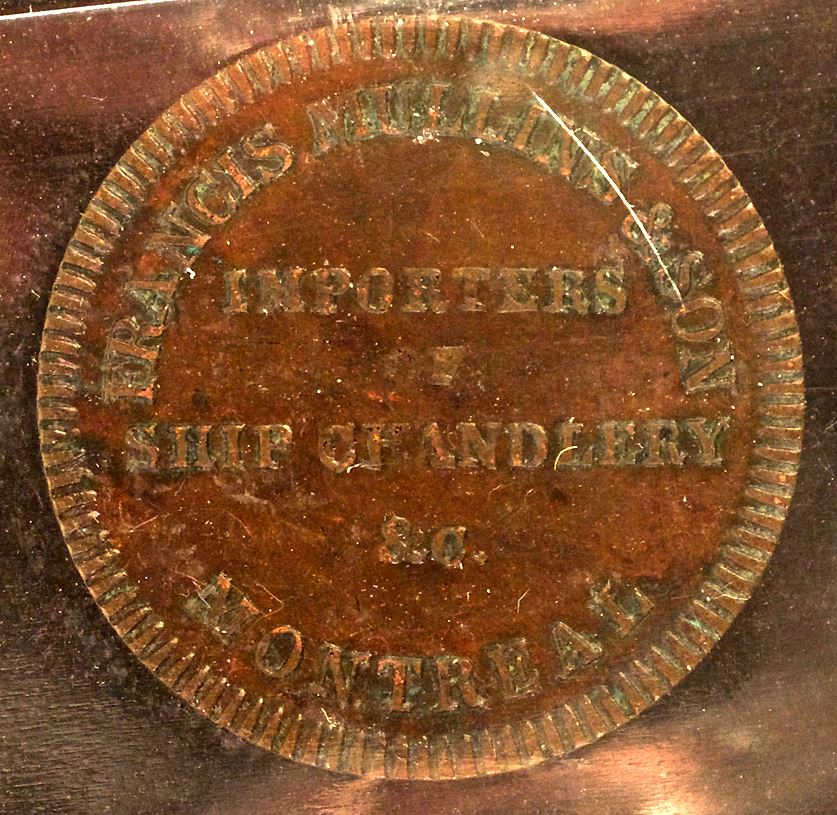 FRANCIS MULLINS & SON
IMPORTERS
OF
SHIP CHANDLERY
&c.
MONTREAL